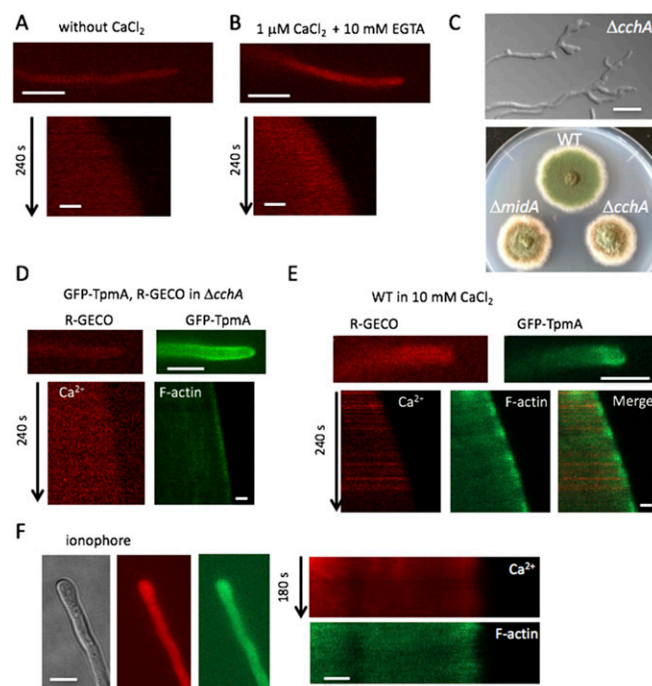 A
without CaCl₂
240 s
B
1 µM CaCl₂ + 10 mM EGTA
240 s
C
ΔcchA
WT
ΔmidA
ΔcchA
D
GFP-TpmA, R-GECO in ΔcchA
R-GECO
GFP-TpmA
240 s
Ca²⁺
F-actin
E
WT in 10 mM CaCl₂
R-GECO
GFP-TpmA
240 s
Ca²⁺
F-actin
Merge
F
ionophore
180 s
Ca²⁺
F-actin